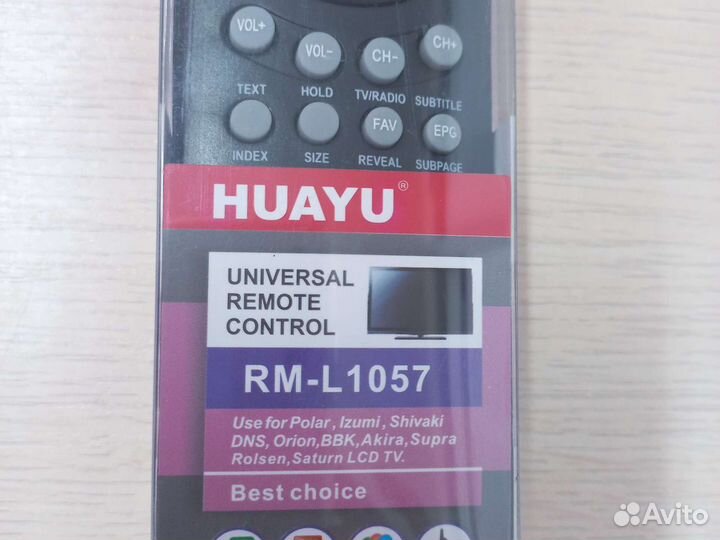 VOL+ VOL- CH- CH+
TEXT HOLD TV/RADIO SUBTITLE
FAV EPG
INDEX SIZE REVEAL SUBPAGE
HUAYU®
UNIVERSAL
REMOTE
CONTROL
RM-L1057
Use for Polar, Izumi, Shivaki
DNS, Orion,BBK,Akira,Supra
Rolsen,Saturn LCD TV.
Best choice
Avito